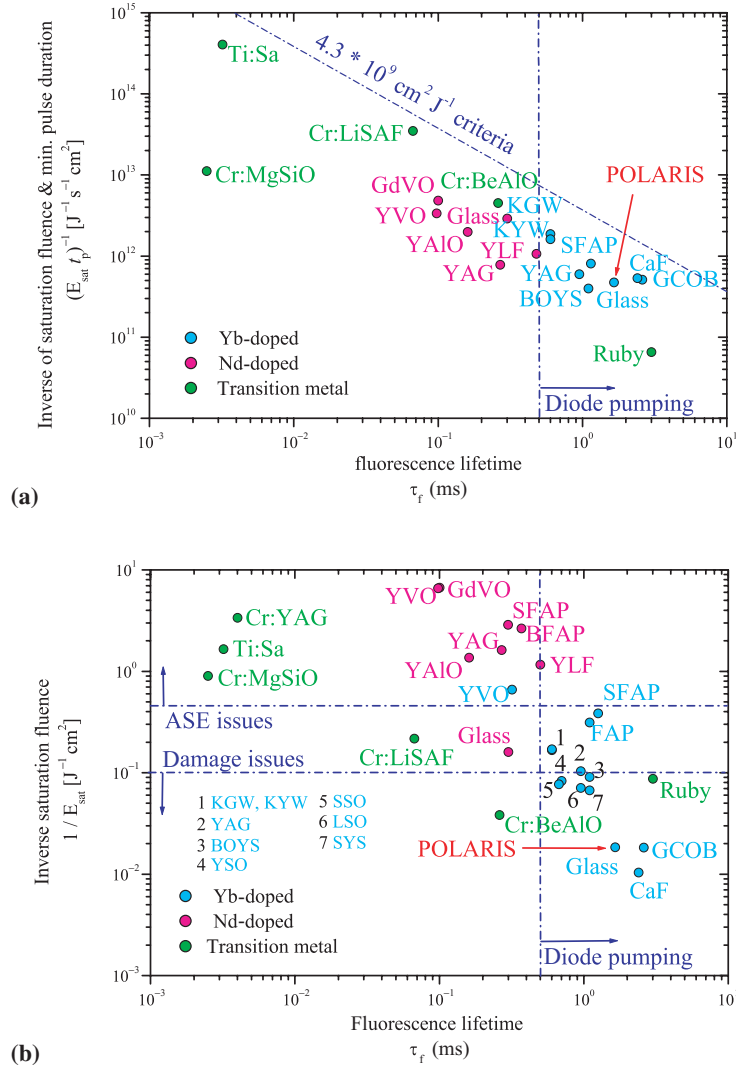 Inverse of saturation fluence & min. pulse duration
(E_sat t_p)^-1 [J^-1 s^-1 cm^2]
10^15
10^14
10^13
10^12
10^11
10^10
4.3 * 10^9 cm^2 J^-1 criteria
Ti:Sa
Cr:LiSAF
Cr:MgSiO
GdVO
Cr:BeAlO
POLARIS
YVO
Glass
KGW
YAlO
KYW
YLF
SFAP
YAG
YAG
CaF
BOYS
Glass
GCOB
Ruby
Yb-doped
Nd-doped
Transition metal
Diode pumping
10^-3
10^-2
10^-1
10^0
10^1
fluorescence lifetime
τ_f (ms)
(a)
Inverse saturation fluence
1 / E_sat [J^-1 cm^2]
10^1
10^0
10^-1
10^-2
10^-3
YVO
GdVO
Cr:YAG
SFAP
BFAP
Ti:Sa
YAG
Cr:MgSiO
YAlO
YLF
YVO
SFAP
ASE issues
FAP
Glass
1
2
Cr:LiSAF
Damage issues
4
3
5
6
7
Ruby
1 KGW, KYW 5 SSO
2 YAG 6 LSO
3 BOYS 7 SYS
4 YSO
Cr:BeAlO
POLARIS
Glass
GCOB
CaF
Yb-doped
Nd-doped
Transition metal
Diode pumping
10^-3
10^-2
10^-1
10^0
10
Fluorescence lifetime
τ_f (ms)
(b)